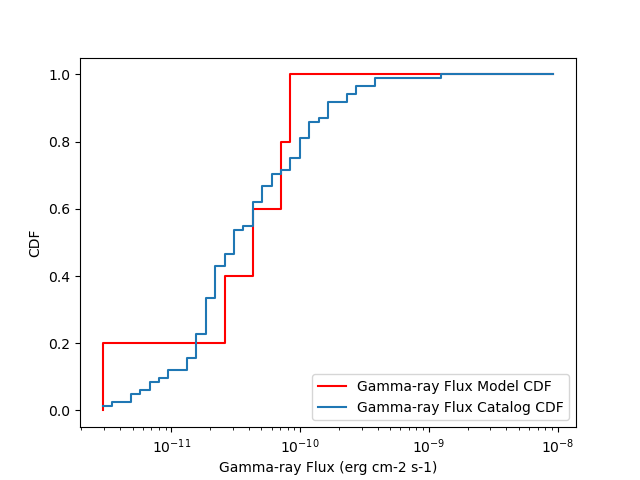 1.0
0.8
0.6
0.4
0.2
0.0
CDF
10⁻¹¹
10⁻¹⁰
10⁻⁹
10⁻⁸
Gamma-ray Flux (erg cm-2 s-1)
Gamma-ray Flux Model CDF
Gamma-ray Flux Catalog CDF